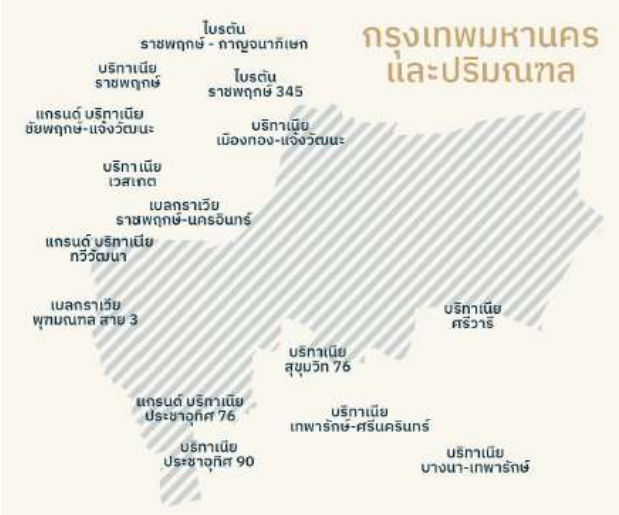 กรุงเทพมหานคร
และปริมณฑล
ไบรตัน
ราชพฤกษ์ - กาญจนาภิเษก
บริทาเนีย
ราชพฤกษ์
ไบรตัน
ราชพฤกษ์ 345
แกรนด์ บริทาเนีย
ชัยพฤกษ์-แจ้งวัฒนะ
บริทาเนีย
เมืองทอง-แจ้งวัฒนะ
บริทาเนีย
เวสเกต
เบลกราเวีย
ราชพฤกษ์-นครอินทร์
แกรนด์ บริทาเนีย
ทวีวัฒนา
เบลกราเวีย
พุทมณฑล สาย 3
บริทาเนีย
ศรีวารี
บริทาเนีย
สุขุมวิท 76
แกรนด์ บริทาเนีย
ประชาอุทิศ 76
บริทาเนีย
เทพารักษ์-ศรีนครินทร์
บริทาเนีย
ประชาอุทิศ 90
บริทาเนีย
บางนา-เทพารักษ์